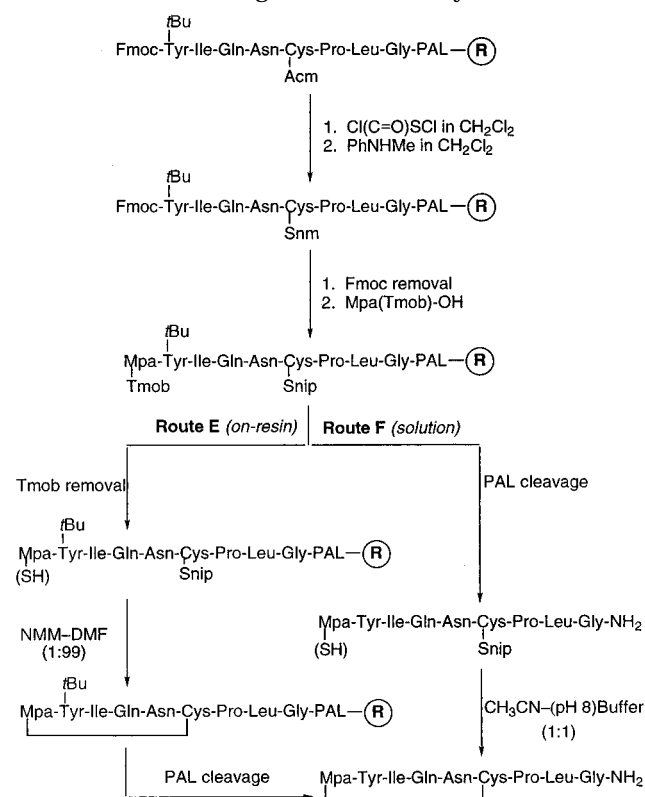 tBu
Fmoc-Tyr-Ile-Gln-Asn-Cys-Pro-Leu-Gly-PAL—R
Acm
1. Cl(C=O)SCl in CH2Cl2
2. PhNHMe in CH2Cl2
tBu
Fmoc-Tyr-Ile-Gln-Asn-Cys-Pro-Leu-Gly-PAL—R
Snm
1. Fmoc removal
2. Mpa(Tmob)-OH
tBu
Mpa-Tyr-Ile-Gln-Asn-Cys-Pro-Leu-Gly-PAL—R
Tmob Snip
Route E (on-resin) Route F (solution)
Tmob removal
PAL cleavage
tBu
Mpa-Tyr-Ile-Gln-Asn-Cys-Pro-Leu-Gly-PAL—R
(SH) Snip
Mpa-Tyr-Ile-Gln-Asn-Cys-Pro-Leu-Gly-NH2
(SH) Snip
NMM–DMF
(1:99)
tBu
Mpa-Tyr-Ile-Gln-Asn-Cys-Pro-Leu-Gly-PAL—R
CH3CN–(pH 8)Buffer
(1:1)
PAL cleavage
Mpa-Tyr-Ile-Gln-Asn-Cys-Pro-Leu-Gly-NH2